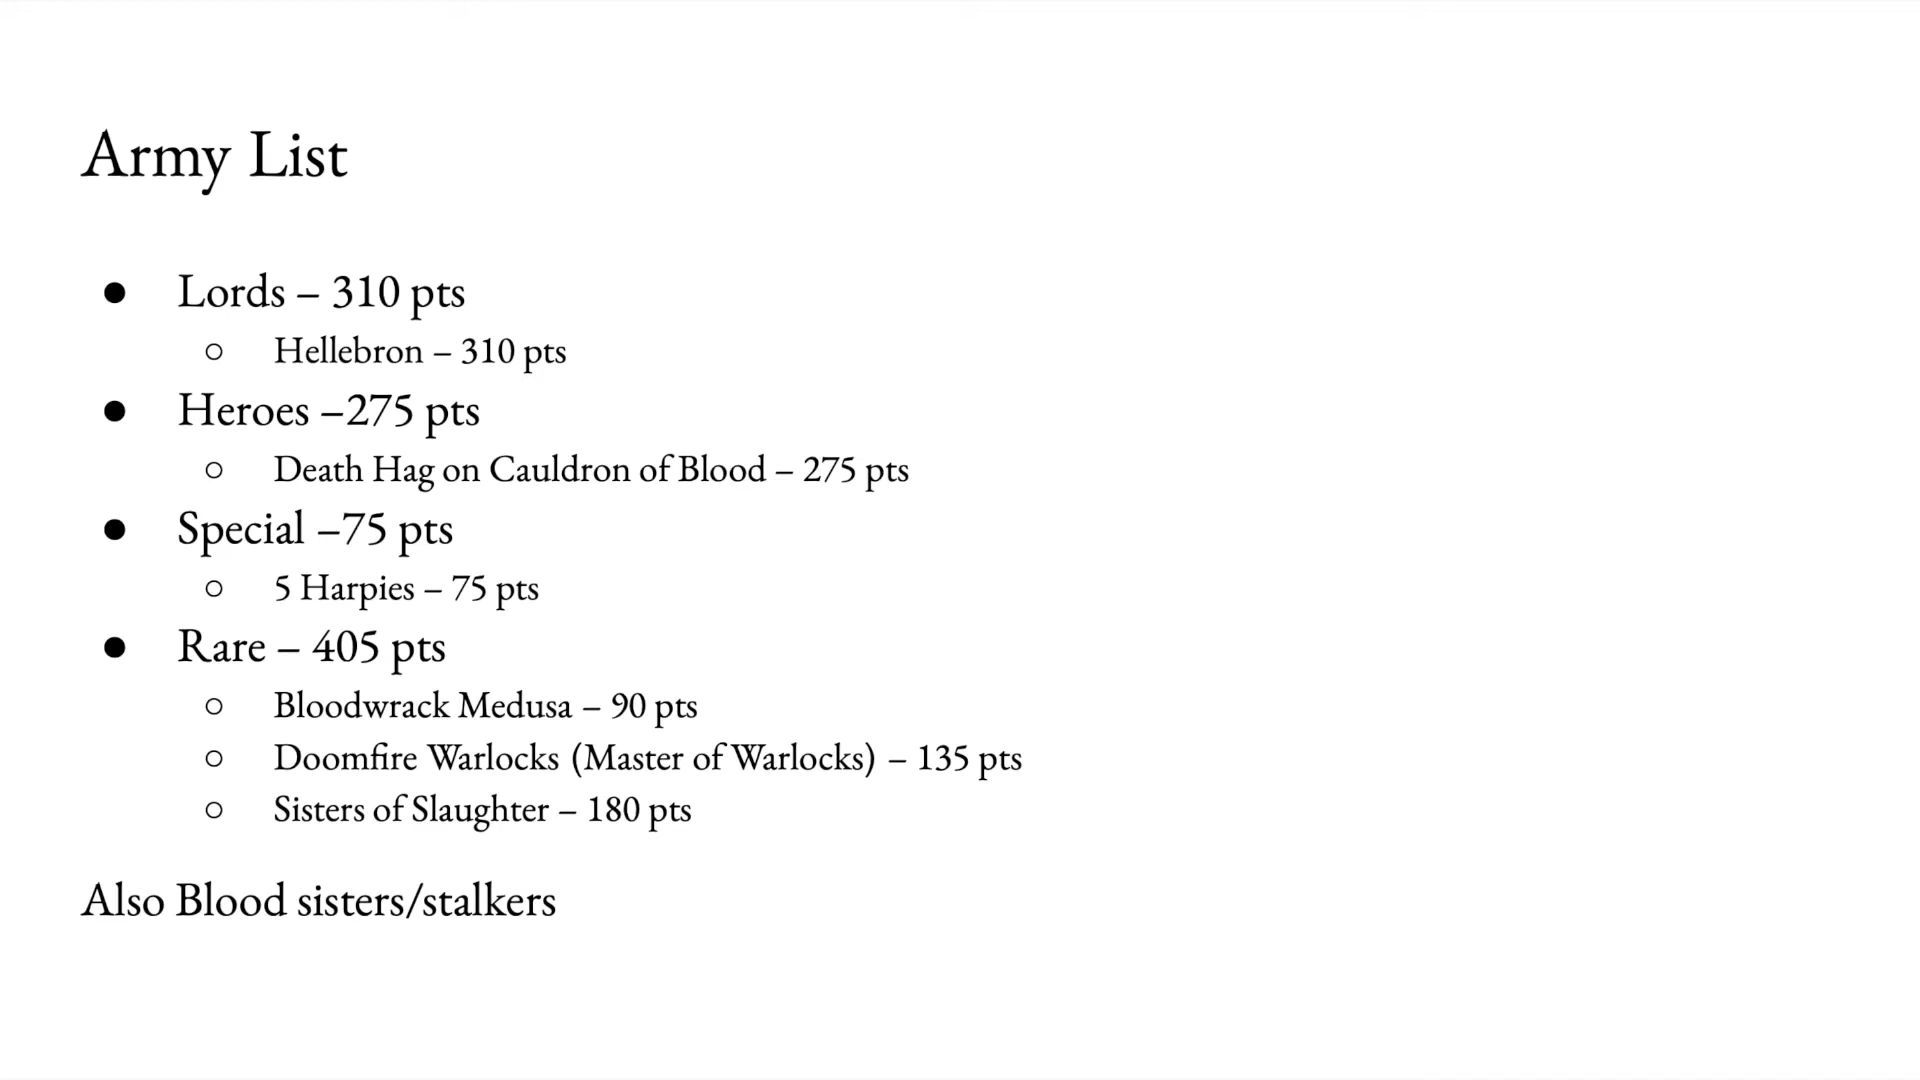 Army List
● Lords – 310 pts
○ Hellebron – 310 pts
● Heroes –275 pts
○ Death Hag on Cauldron of Blood – 275 pts
● Special –75 pts
○ 5 Harpies – 75 pts
● Rare – 405 pts
○ Bloodwrack Medusa – 90 pts
○ Doomfire Warlocks (Master of Warlocks) – 135 pts
○ Sisters of Slaughter – 180 pts
Also Blood sisters/stalkers